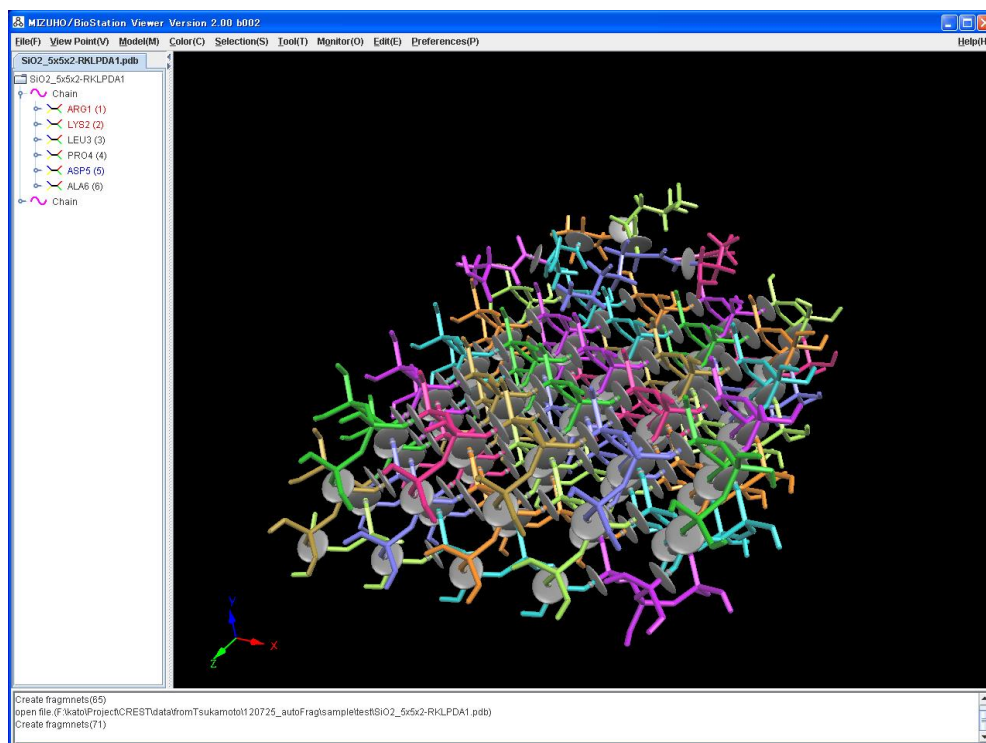 MIZUHO/BioStation Viewer Version 2.00 b002
File(F) View Point(V) Model(M) Color(C) Selection(S) Tool(T) Monitor(O) Edit(E) Preferences(P) Help(H
SiO2_5x5x2-RKLPDA1.pdb
SiO2_5x5x2-RKLPDA1
Chain
ARG1 (1)
LYS2 (2)
LEU3 (3)
PRO4 (4)
ASP5 (5)
ALA6 (6)
Chain
Y
X
Z
Create fragmnets(65)
open file.(F:\kato\Project\CREST\data\fromTsukamoto\120725_autoFrag\sample\test\SiO2_5x5x2-RKLPDA1.pdb)
Create fragmnets(71)